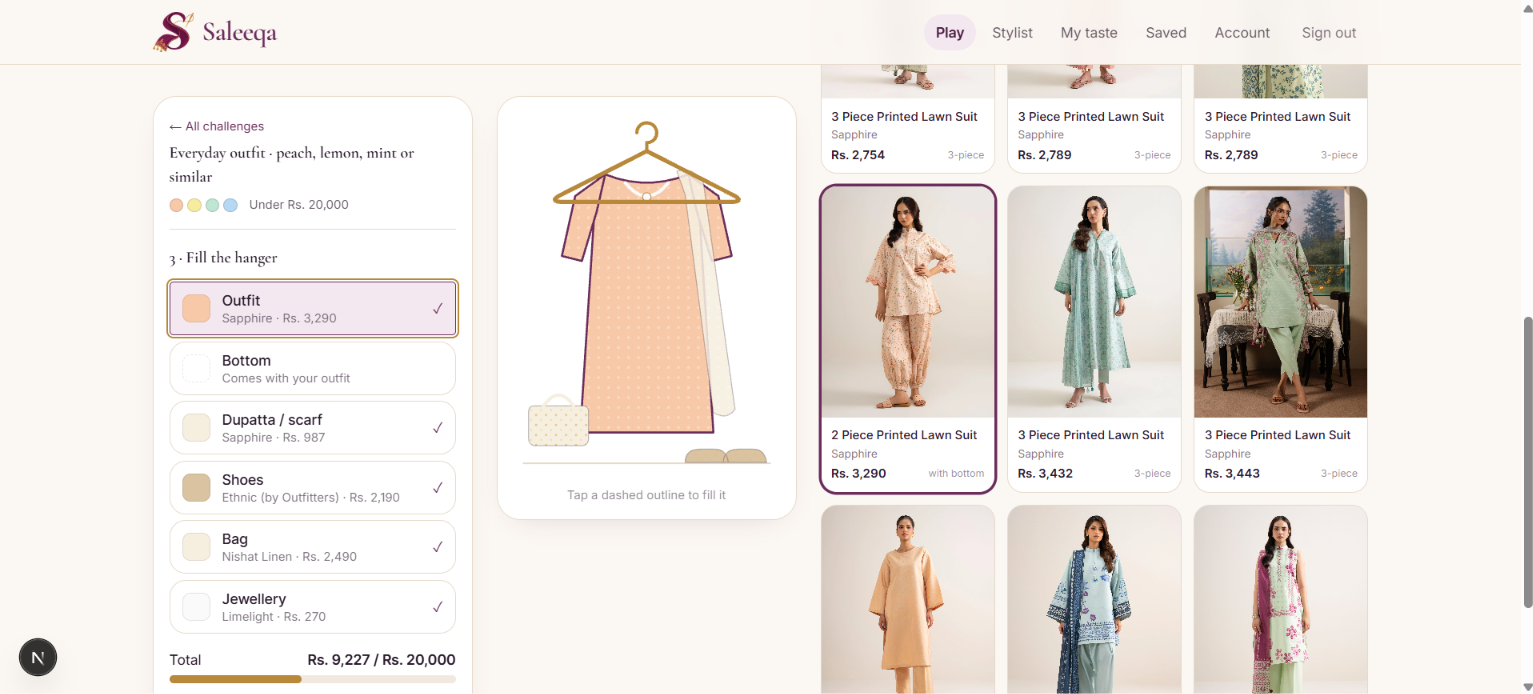 Saleeqa
Play
Stylist
My taste
Saved
Account
Sign out
← All challenges
Everyday outfit · peach, lemon, mint or
similar
Under Rs. 20,000
3 · Fill the hanger
Outfit
Sapphire · Rs. 3,290
✓
Bottom
Comes with your outfit
Dupatta / scarf
Sapphire · Rs. 987
✓
Shoes
Ethnic (by Outfitters) · Rs. 2,190
✓
Bag
Nishat Linen · Rs. 2,490
✓
Jewellery
Limelight · Rs. 270
✓
Total
Rs. 9,227 / Rs. 20,000
N
Tap a dashed outline to fill it
3 Piece Printed Lawn Suit
Sapphire
Rs. 2,754
3-piece
3 Piece Printed Lawn Suit
Sapphire
Rs. 2,789
3-piece
3 Piece Printed Lawn Suit
Sapphire
Rs. 2,789
3-piece
2 Piece Printed Lawn Suit
Sapphire
Rs. 3,290
with bottom
3 Piece Printed Lawn Suit
Sapphire
Rs. 3,432
3-piece
3 Piece Printed Lawn Suit
Sapphire
Rs. 3,443
3-piece